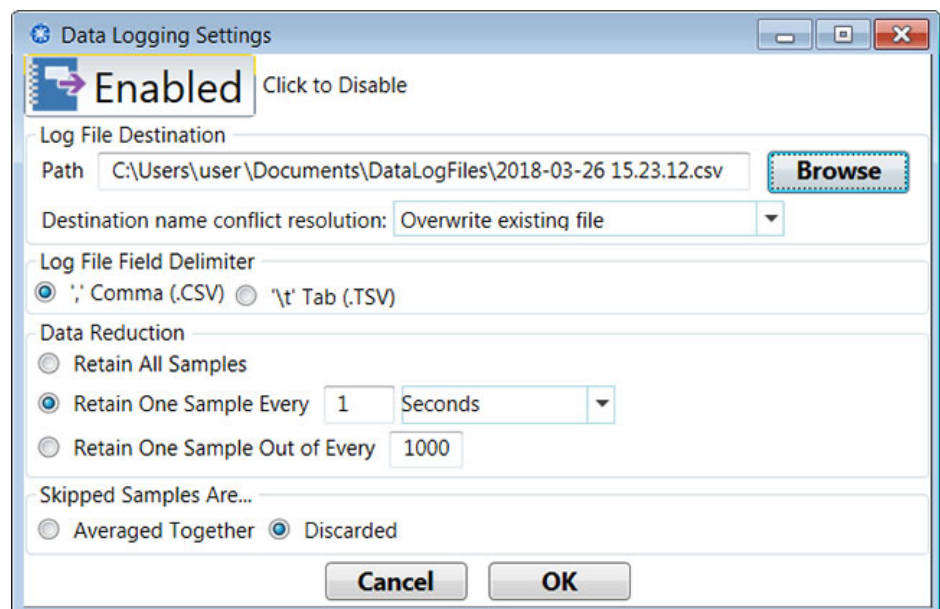 Data Logging Settings
Enabled Click to Disable
Log File Destination
Path C:\Users\user\Documents\DataLogFiles\2018-03-26 15.23.12.csv Browse
Destination name conflict resolution: Overwrite existing file
Log File Field Delimiter
',' Comma (.CSV) '\t' Tab (.TSV)
Data Reduction
Retain All Samples
Retain One Sample Every 1 Seconds
Retain One Sample Out of Every 1000
Skipped Samples Are...
Averaged Together Discarded
Cancel OK